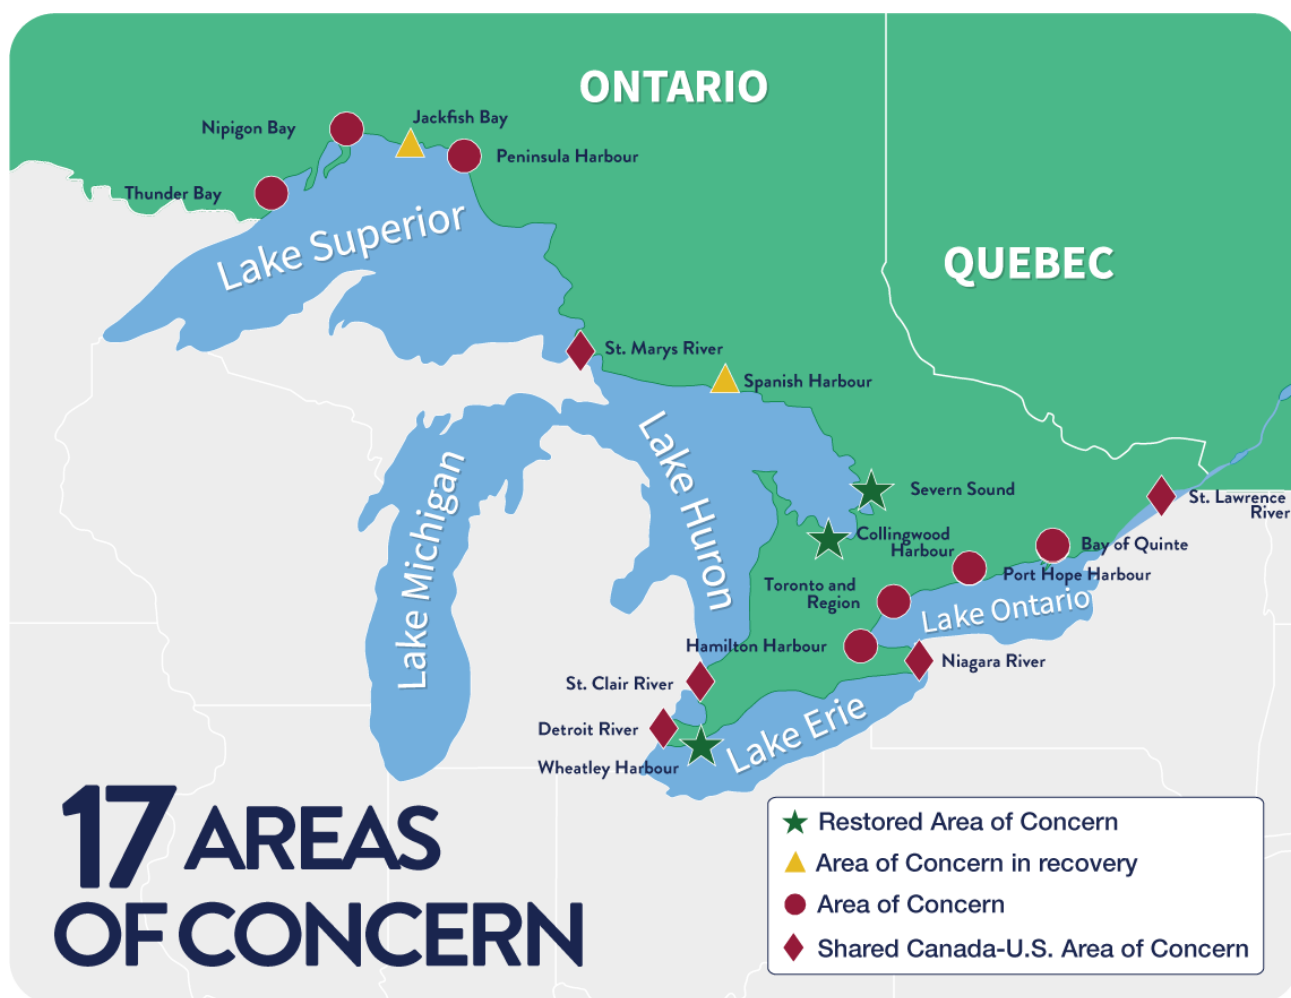 ONTARIO
Jackfish Bay
Nipigon Bay
Peninsula Harbour
Thunder Bay
Lake Superior
QUEBEC
St. Marys River
Spanish Harbour
Lake Michigan
Lake Huron
Severn Sound
St. Lawrence
River
Collingwood
Harbour
Bay of Quinte
Port Hope Harbour
Toronto and
Region
Lake Ontario
Hamilton Harbour
Niagara River
St. Clair River
Detroit River
Lake Erie
Wheatley Harbour
17 AREAS
OF CONCERN
Restored Area of Concern
Area of Concern in recovery
Area of Concern
Shared Canada-U.S. Area of Concern